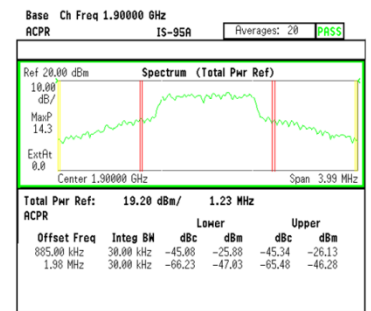 Base Ch Freq 1.90000 GHz
ACPR IS-95A Averages: 20 PASS
Ref 20.00 dBm Spectrum (Total Pwr Ref)
10.00
dB/
MaxP
14.3
ExtAt
0.0
Center 1.90000 GHz Span 3.99 MHz
Total Pwr Ref: 19.20 dBm/ 1.23 MHz
ACPR
Lower Upper
Offset Freq Integ BW dBc dBm dBc dBm
885.00 kHz 30.00 kHz -45.08 -25.88 -45.34 -26.13
1.98 MHz 30.00 kHz -66.23 -47.03 -65.48 -46.28